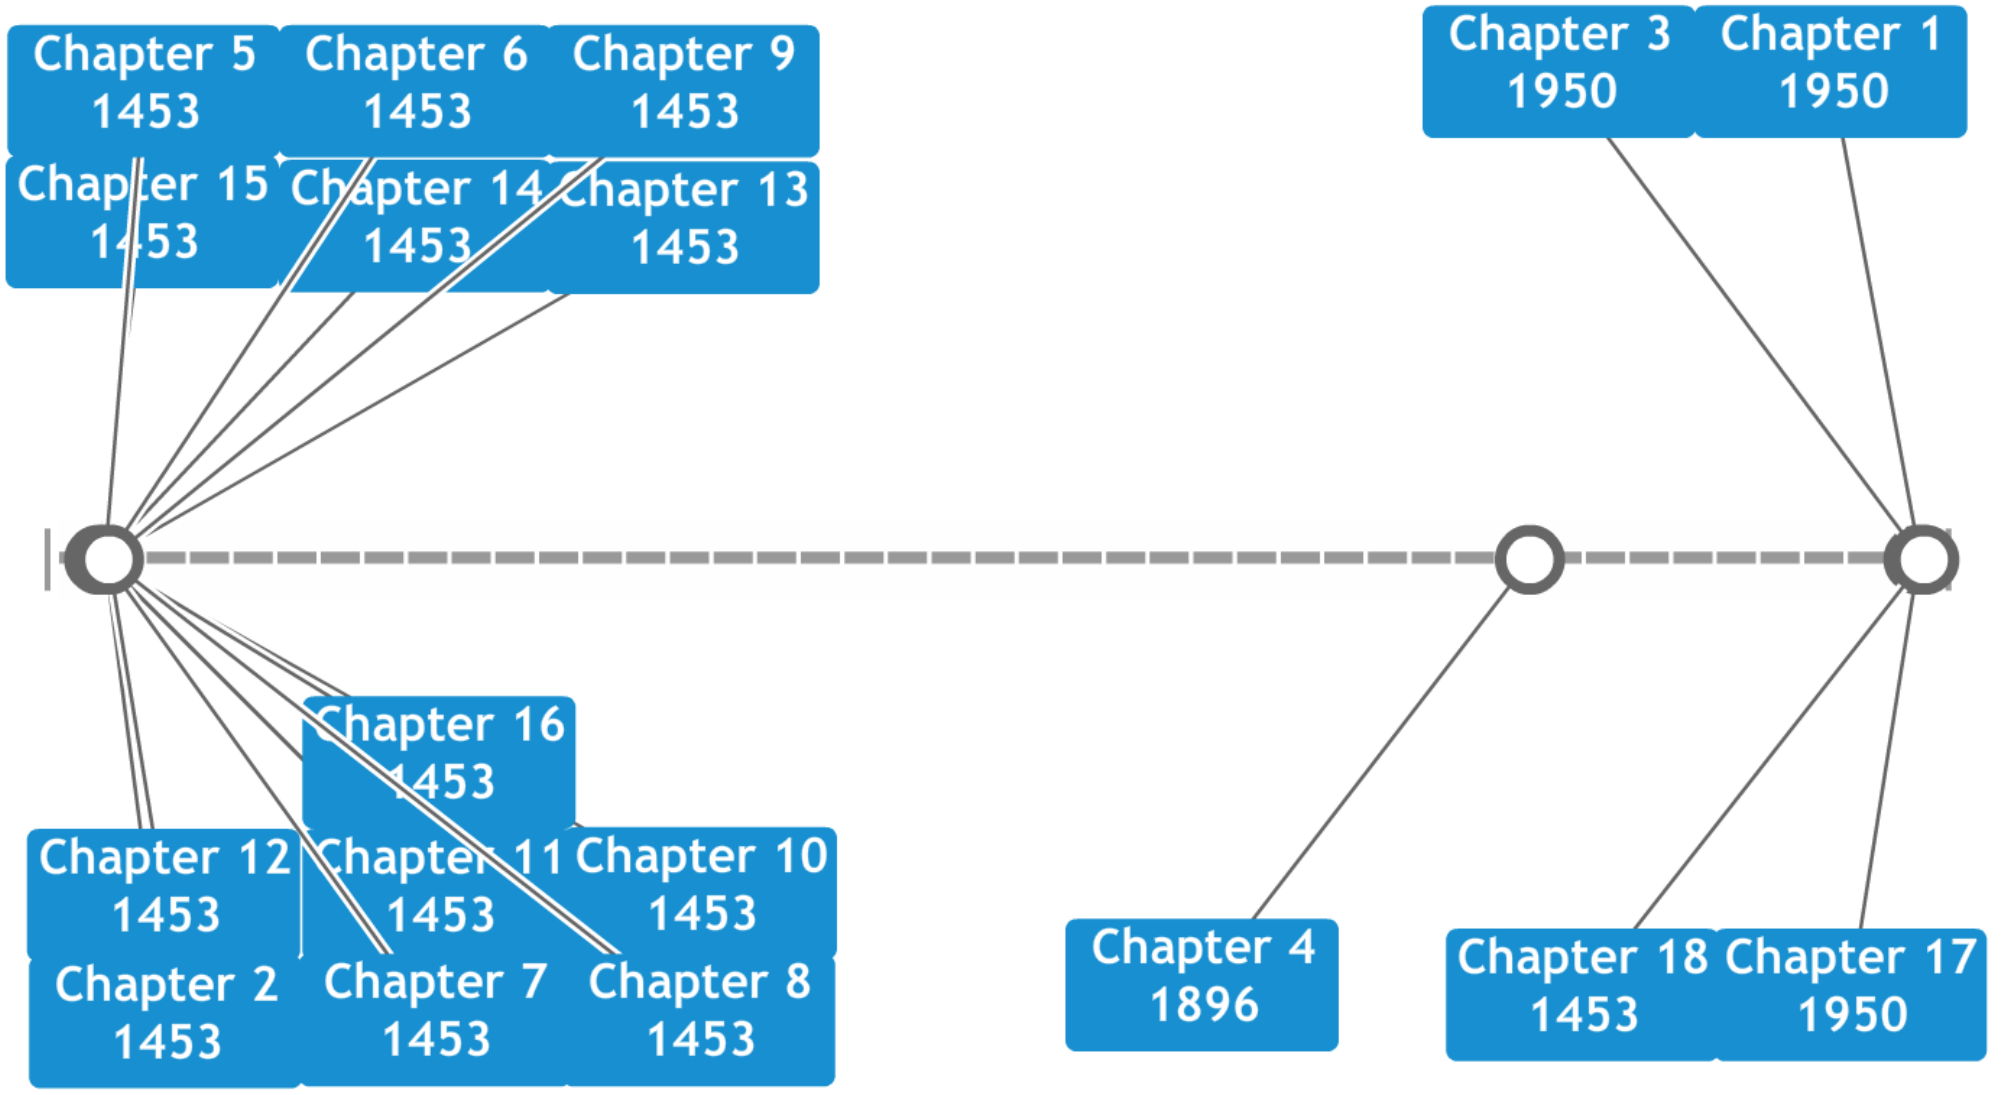 Chapter 5
1453
Chapter 6
1453
Chapter 9
1453
Chapter 3
1950
Chapter 1
1950
Chapter 15
1453
Chapter 14
1453
Chapter 13
1453
Chapter 16
1453
Chapter 12
1453
Chapter 11
1453
Chapter 10
1453
Chapter 2
1453
Chapter 7
1453
Chapter 8
1453
Chapter 4
1896
Chapter 18
1453
Chapter 17
1950